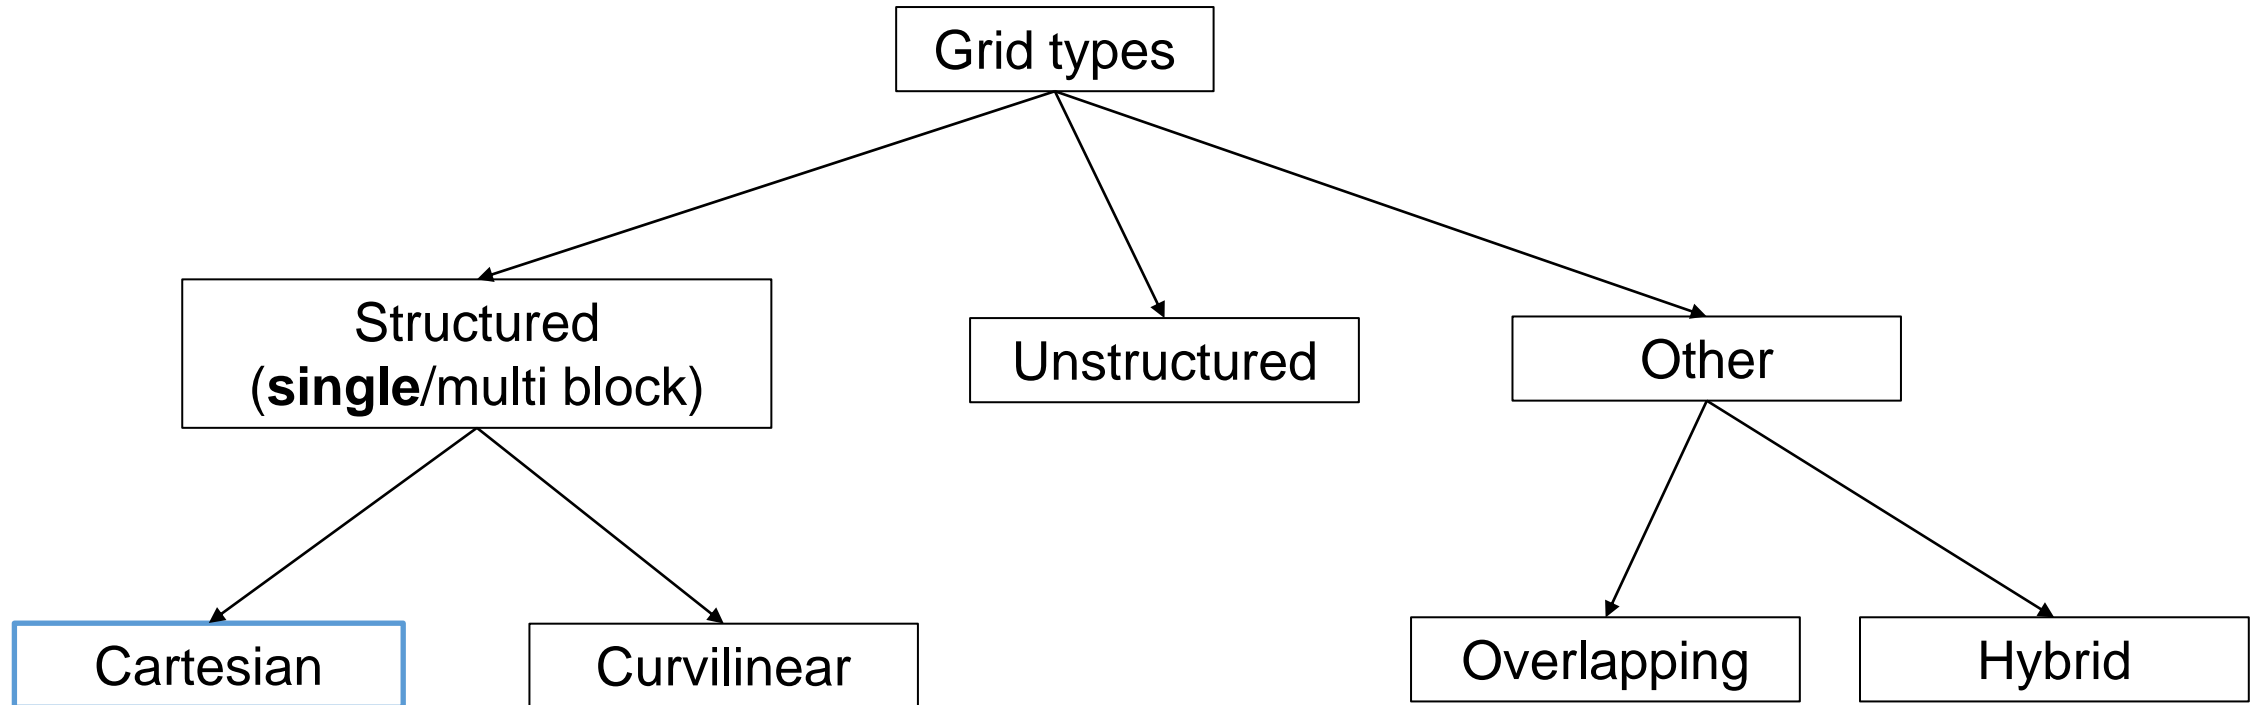 Grid types
Structured
(single/multi block)
Unstructured
Other
Cartesian
Curvilinear
Overlapping
Hybrid